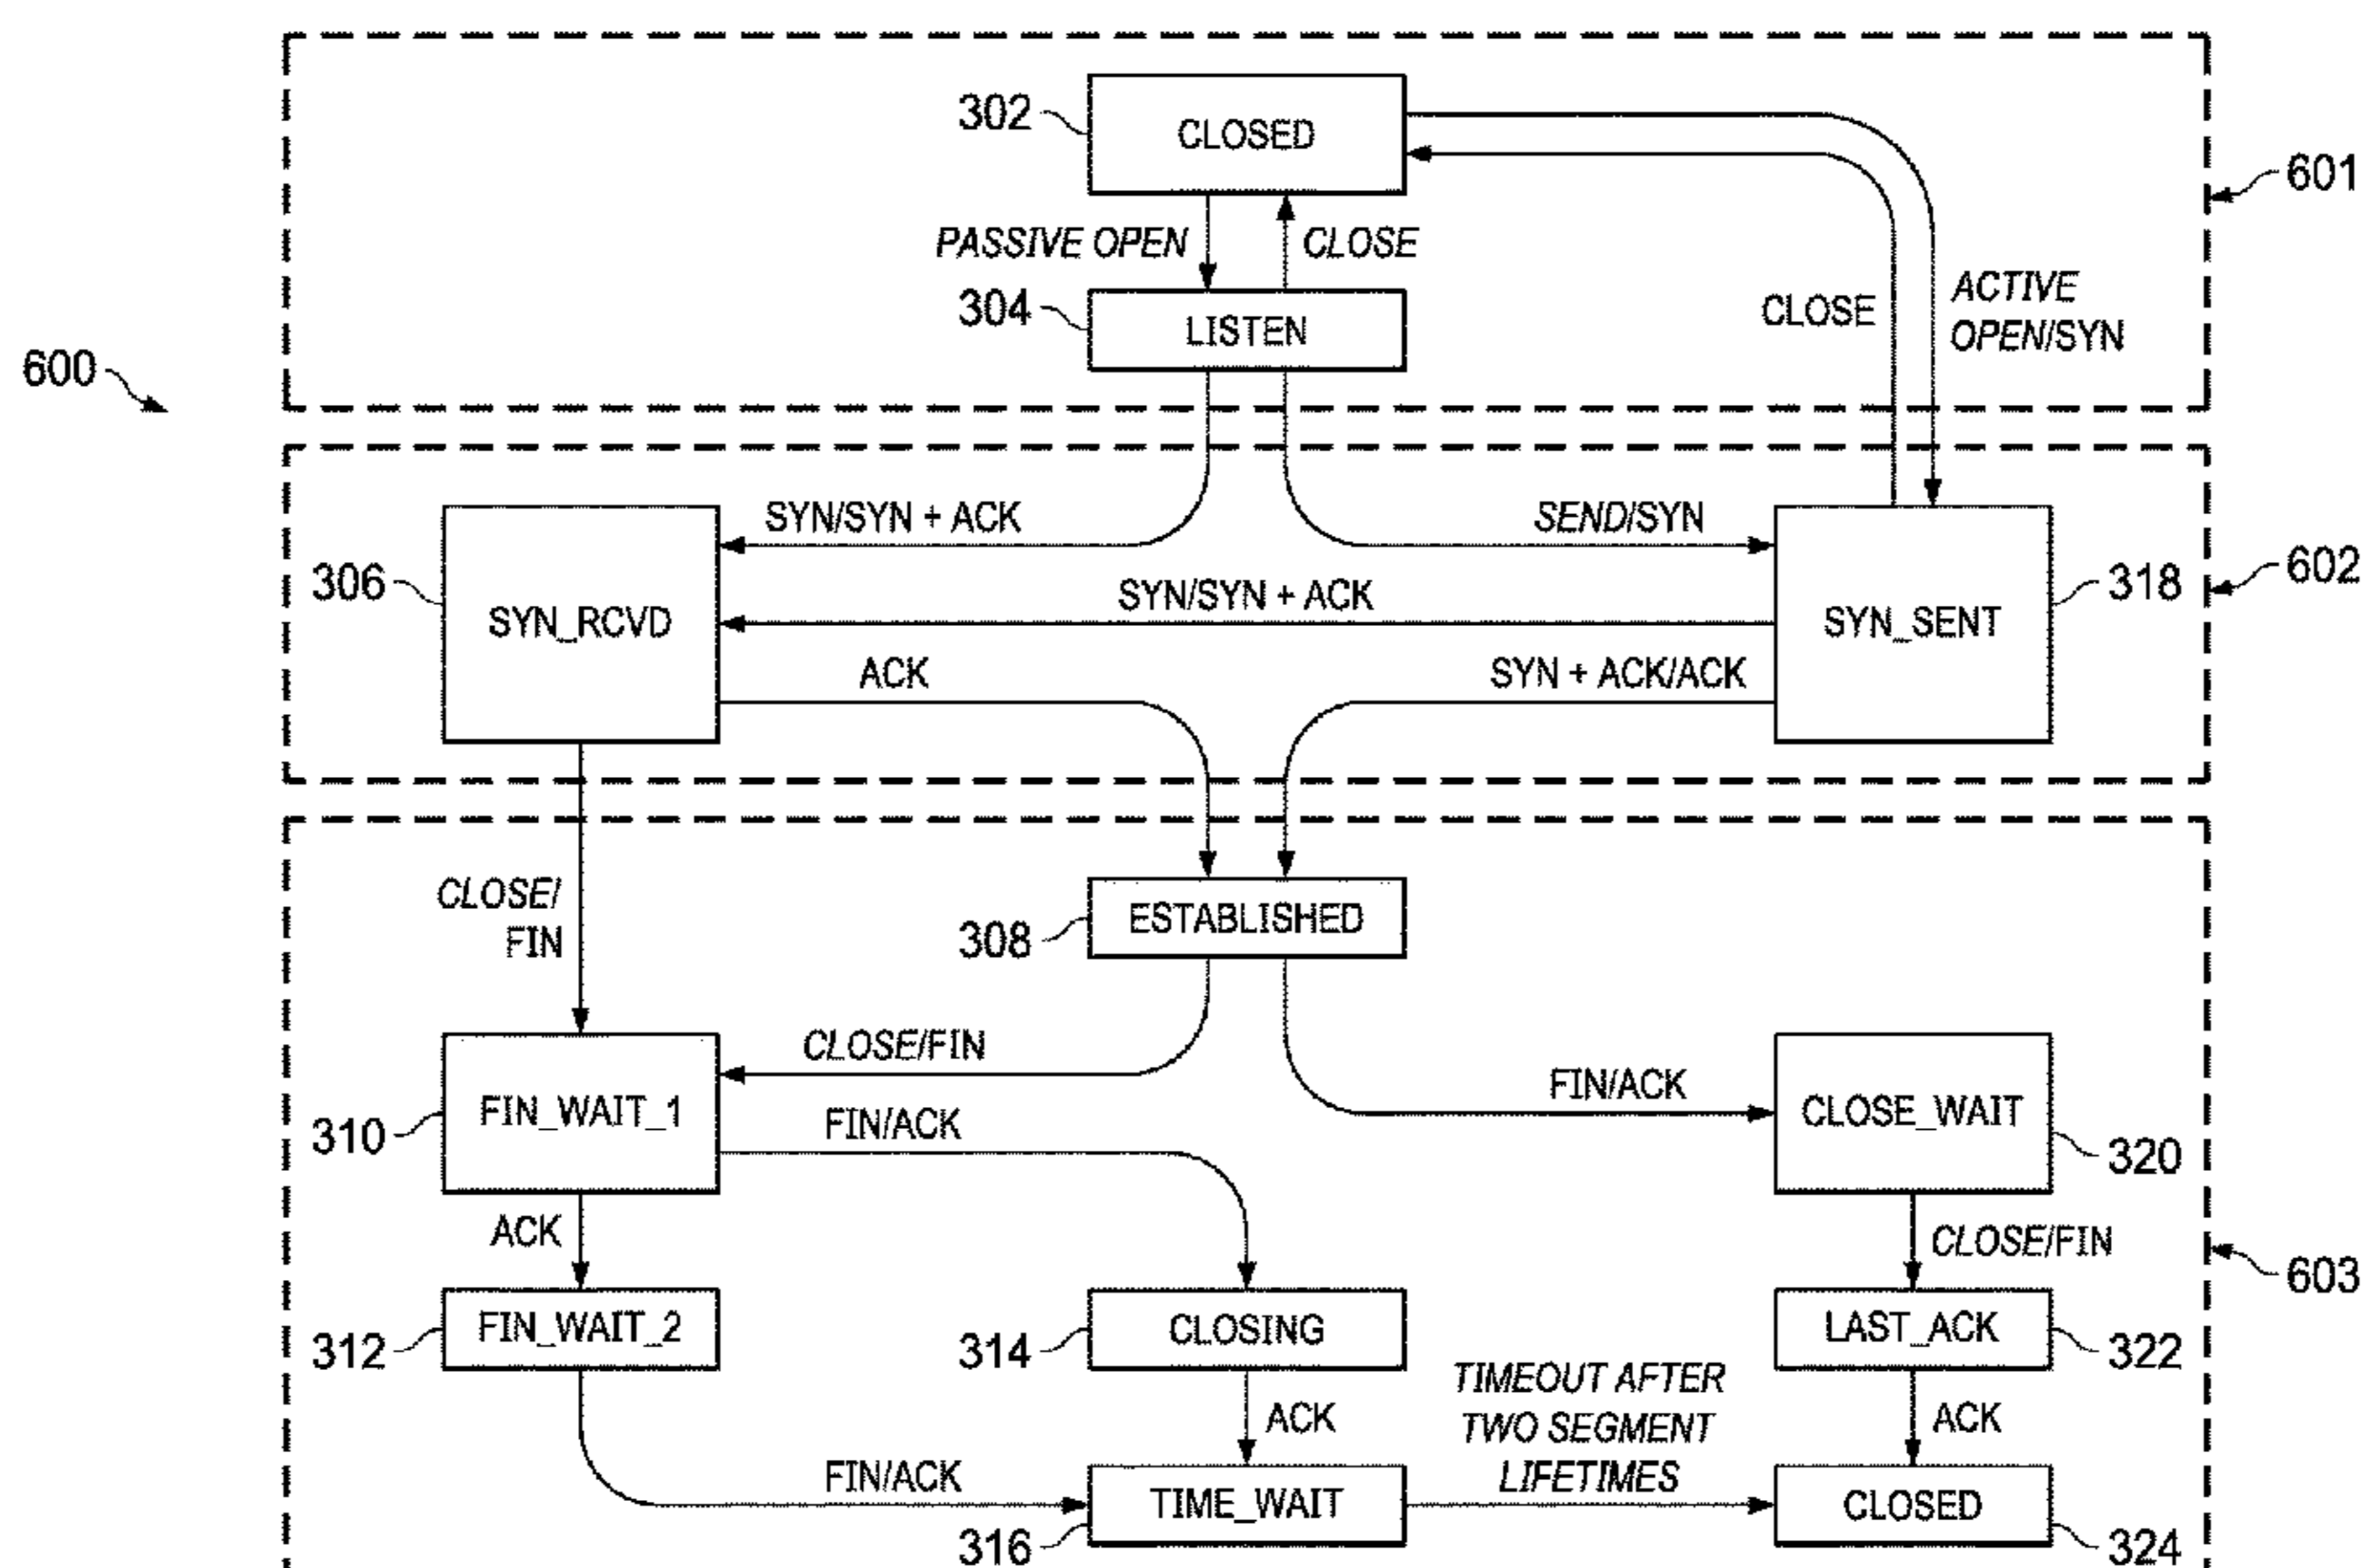 302
CLOSED
601
PASSIVE OPEN
CLOSE
304
LISTEN
CLOSE
ACTIVE
OPEN/SYN
600
SYN/SYN + ACK
SEND/SYN
306
SYN_RCVD
SYN/SYN + ACK
SYN_SENT
318
602
ACK
SYN + ACK/ACK
CLOSE/
FIN
308
ESTABLISHED
CLOSE/FIN
310
FIN_WAIT_1
FIN/ACK
FIN/ACK
CLOSE_WAIT
320
ACK
CLOSE/FIN
603
312
FIN_WAIT_2
314
CLOSING
LAST_ACK
322
ACK
TIMEOUT AFTER
TWO SEGMENT
LIFETIMES
ACK
FIN/ACK
TIME_WAIT
316
CLOSED
324